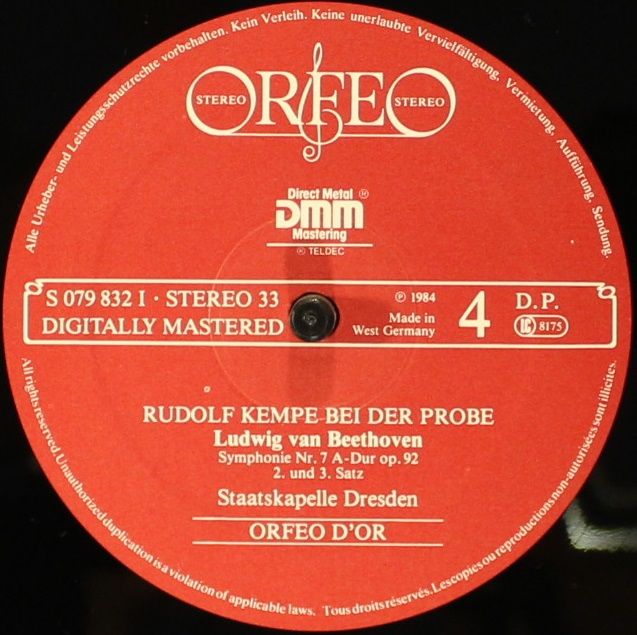 Alle Urheber- und Leistungsschutzrechte vorbehalten. Kein Verleih. Keine unerlaubte Vervielfältigung, Vermietung, Aufführung, Sendung.
STEREO ORFEO STEREO
Direct Metal ®
DMM
Mastering
® TELDEC
S 079 832 I · STEREO 33
DIGITALLY MASTERED
℗ 1984
Made in
West Germany
4
D.P.
LC 8175
RUDOLF KEMPE BEI DER PROBE
Ludwig van Beethoven
Symphonie Nr. 7 A-Dur op. 92
2. und 3. Satz
Staatskapelle Dresden
ORFEO D'OR
All rights reserved. Unauthorized duplication is a violation of applicable laws. Tous droits réservés. Les copies ou reproductions non-autorisées sont illicites.